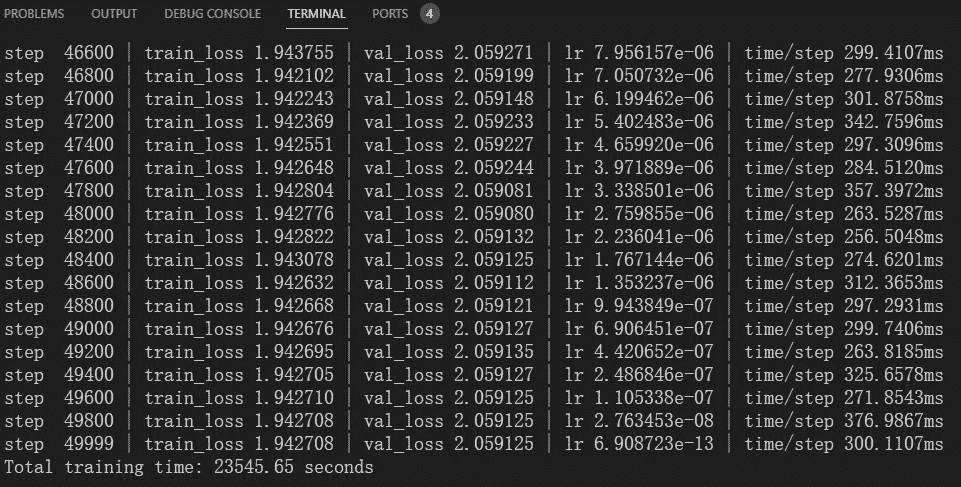 PROBLEMS OUTPUT DEBUG CONSOLE TERMINAL PORTS 4
step 46600 | train_loss 1.943755 | val_loss 2.059271 | lr 7.956157e-06 | time/step 299.4107ms
step 46800 | train_loss 1.942102 | val_loss 2.059199 | lr 7.050732e-06 | time/step 277.9306ms
step 47000 | train_loss 1.942243 | val_loss 2.059148 | lr 6.199462e-06 | time/step 301.8758ms
step 47200 | train_loss 1.942369 | val_loss 2.059233 | lr 5.402483e-06 | time/step 342.7596ms
step 47400 | train_loss 1.942551 | val_loss 2.059227 | lr 4.659920e-06 | time/step 297.3096ms
step 47600 | train_loss 1.942648 | val_loss 2.059244 | lr 3.971889e-06 | time/step 284.5120ms
step 47800 | train_loss 1.942804 | val_loss 2.059081 | lr 3.338501e-06 | time/step 357.3972ms
step 48000 | train_loss 1.942776 | val_loss 2.059080 | lr 2.759855e-06 | time/step 263.5287ms
step 48200 | train_loss 1.942822 | val_loss 2.059132 | lr 2.236041e-06 | time/step 256.5048ms
step 48400 | train_loss 1.943078 | val_loss 2.059125 | lr 1.767144e-06 | time/step 274.6201ms
step 48600 | train_loss 1.942632 | val_loss 2.059112 | lr 1.353237e-06 | time/step 312.3653ms
step 48800 | train_loss 1.942668 | val_loss 2.059121 | lr 9.943849e-07 | time/step 297.2931ms
step 49000 | train_loss 1.942676 | val_loss 2.059127 | lr 6.906451e-07 | time/step 299.7406ms
step 49200 | train_loss 1.942695 | val_loss 2.059135 | lr 4.420652e-07 | time/step 263.8185ms
step 49400 | train_loss 1.942705 | val_loss 2.059127 | lr 2.486846e-07 | time/step 325.6578ms
step 49600 | train_loss 1.942710 | val_loss 2.059125 | lr 1.105338e-07 | time/step 271.8543ms
step 49800 | train_loss 1.942708 | val_loss 2.059125 | lr 2.763453e-08 | time/step 376.9867ms
step 49999 | train_loss 1.942708 | val_loss 2.059125 | lr 6.908723e-13 | time/step 300.1107ms
Total training time: 23545.65 seconds